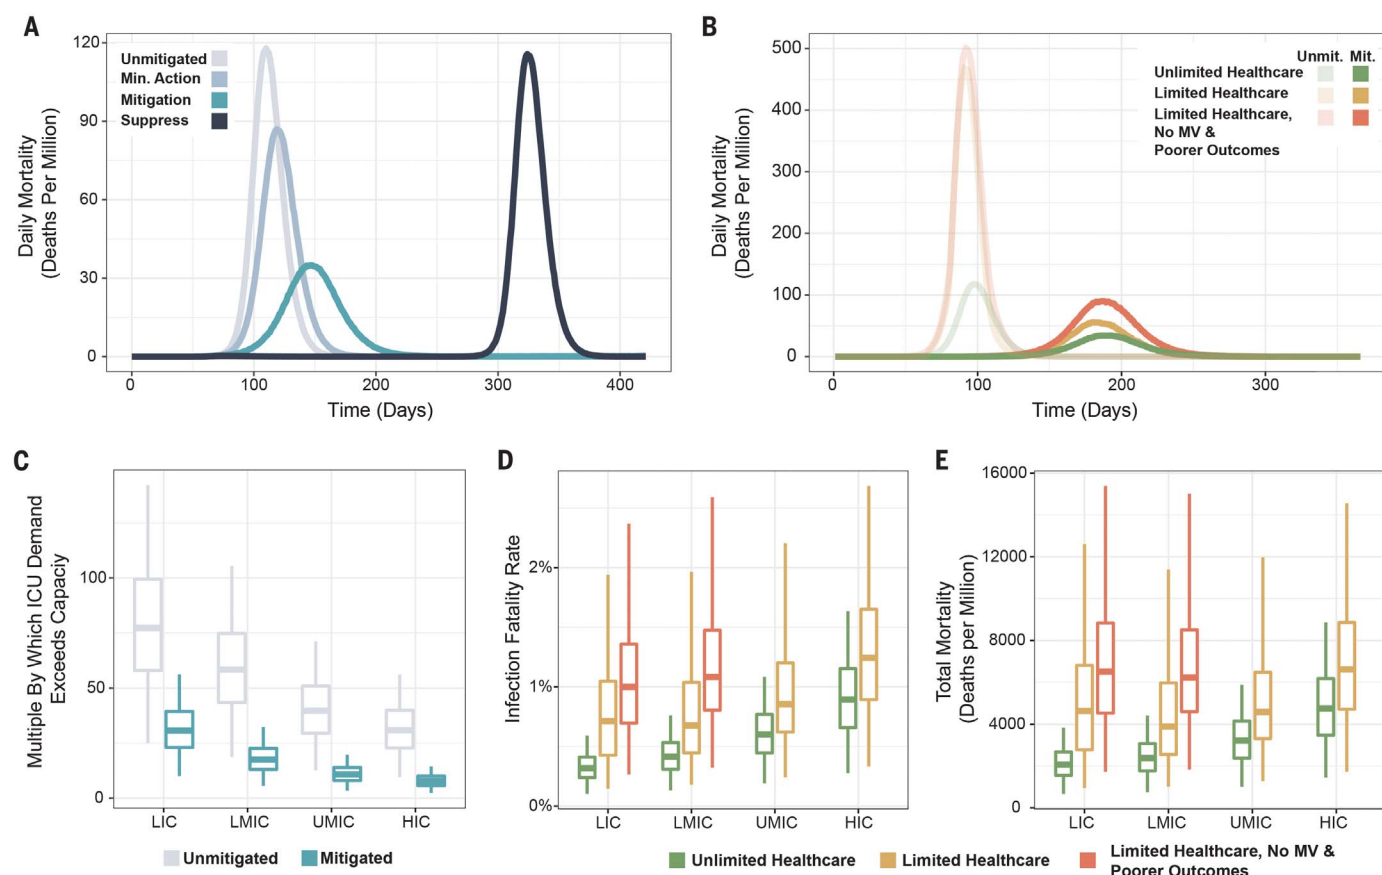 A
Daily Mortality
(Deaths Per Million)
120
90
60
30
0
Unmitigated
Min. Action
Mitigation
Suppress
0
100
200
300
400
Time (Days)
B
Daily Mortality
(Deaths Per Million)
500
400
300
200
100
0
Unmit. Mit.
Unlimited Healthcare
Limited Healthcare
Limited Healthcare,
No MV &
Poorer Outcomes
0
100
200
300
Time (Days)
C
Multiple By Which ICU Demand
Exceeds Capaciy
100
50
0
LIC
LMIC
UMIC
HIC
Unmitigated
Mitigated
D
Infection Fatality Rate
2%
1%
0%
LIC
LMIC
UMIC
HIC
E
Total Mortality
(Deaths per Million)
16000
12000
8000
4000
0
LIC
LMIC
UMIC
HIC
Unlimited Healthcare
Limited Healthcare
Limited Healthcare, No MV &
Poorer Outcomes